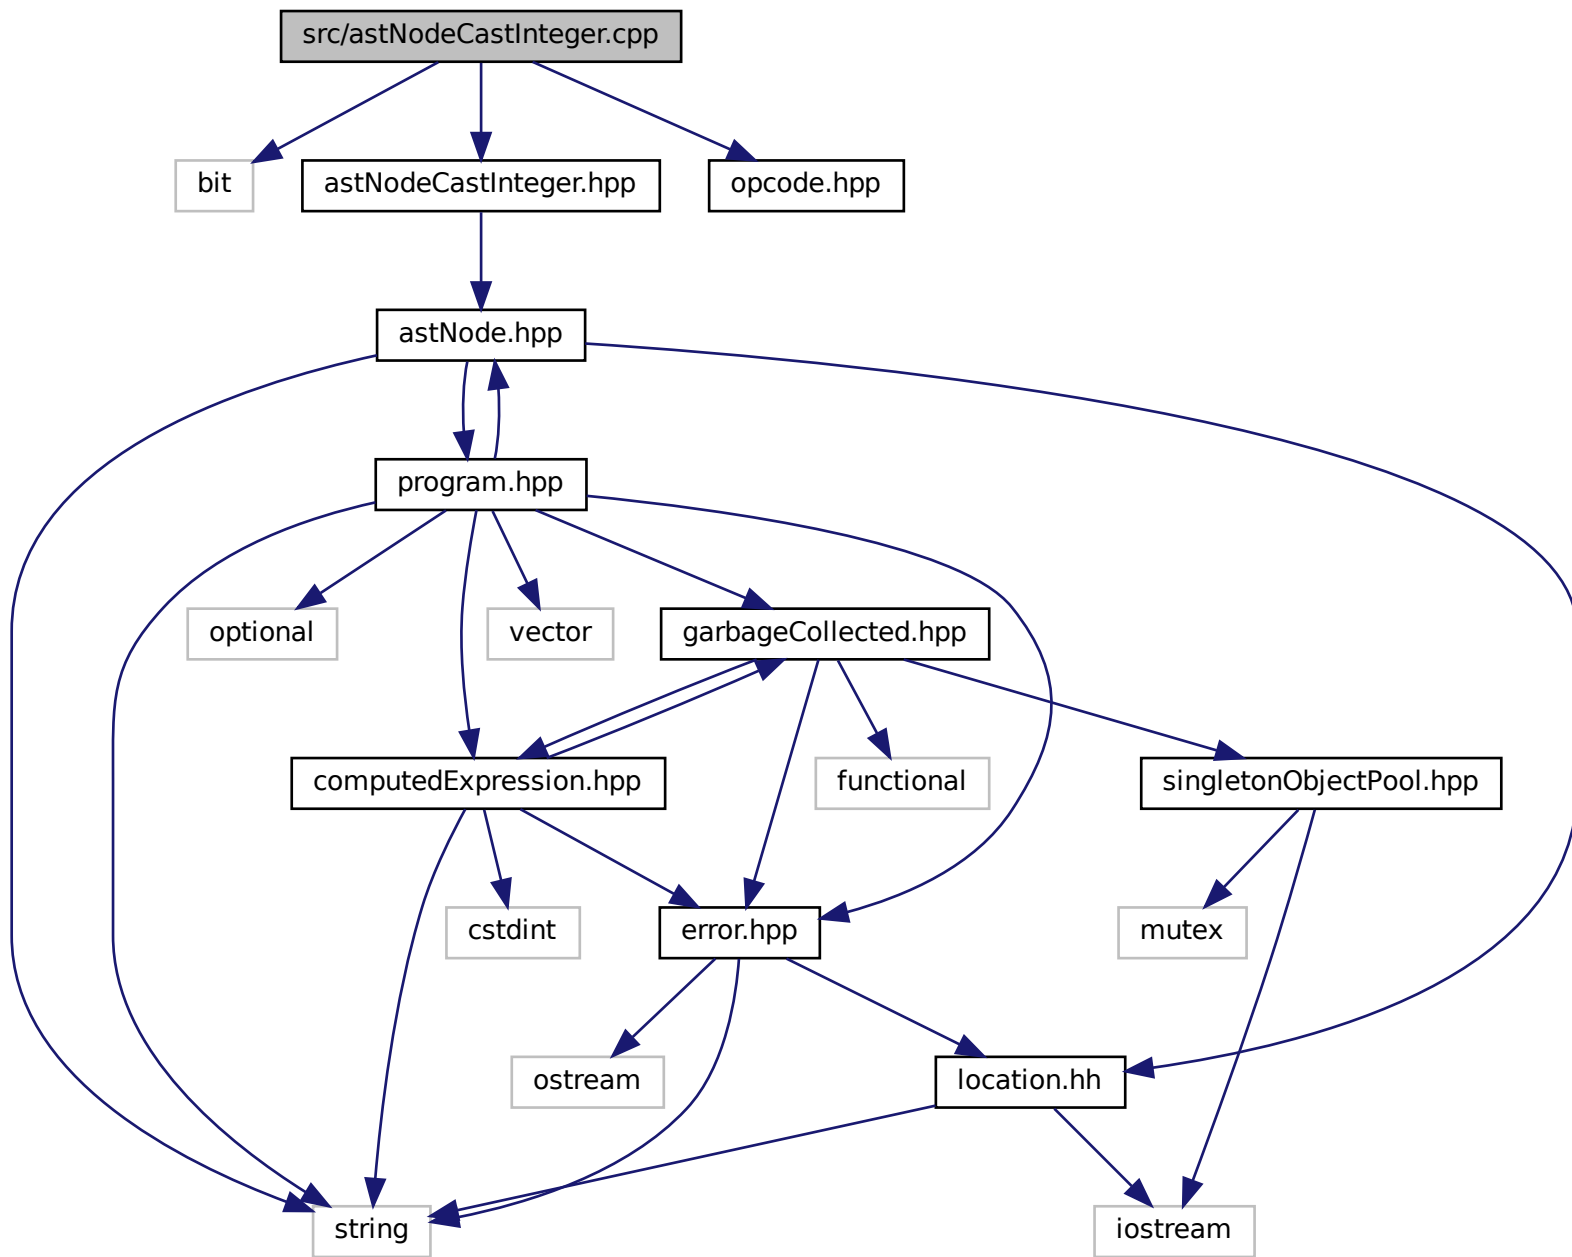 src/astNodeCastInteger.cpp
bit
astNodeCastInteger.hpp
opcode.hpp
astNode.hpp
program.hpp
optional
vector
garbageCollected.hpp
computedExpression.hpp
functional
singletonObjectPool.hpp
cstdint
error.hpp
mutex
ostream
location.hh
string
iostream